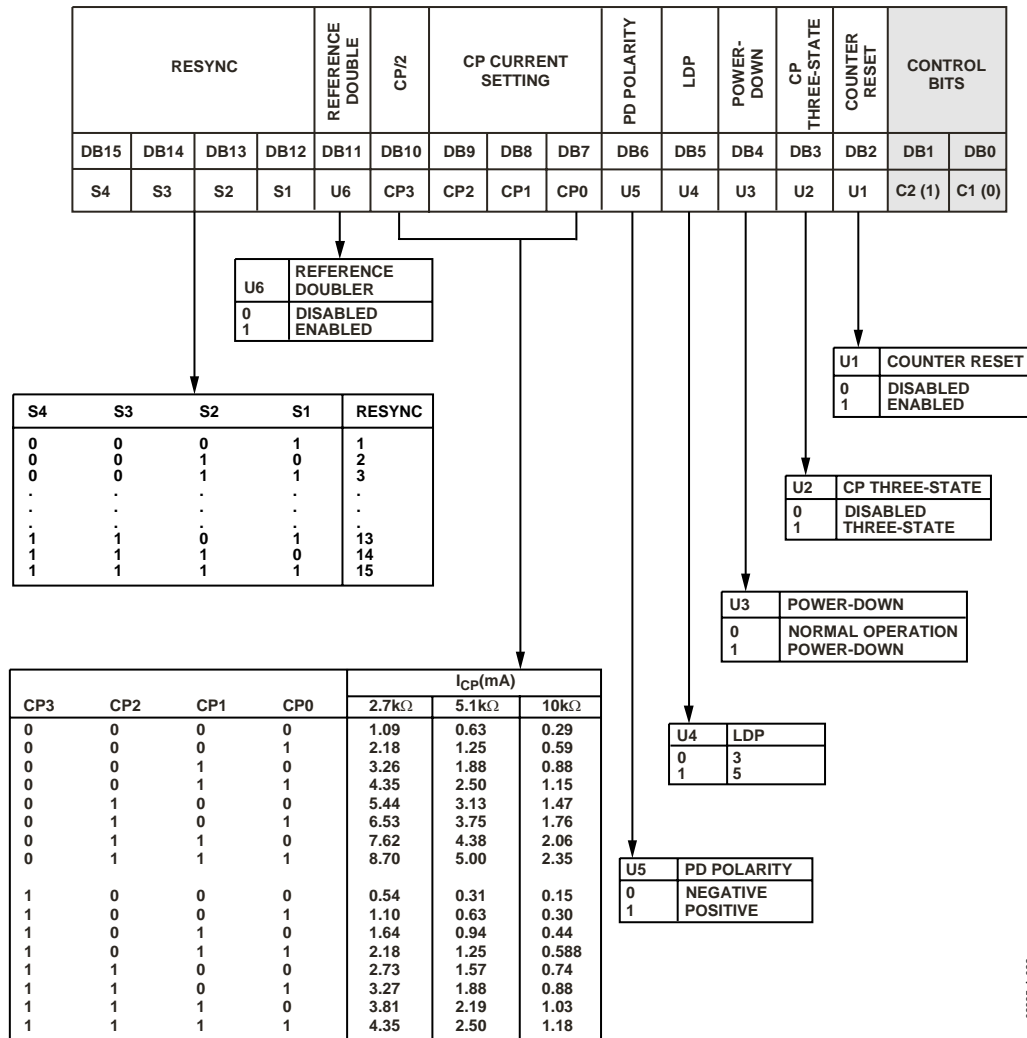 RESYNC
REFERENCE DOUBLE
CP/2
CP CURRENT SETTING
PD POLARITY
LDP
POWER-DOWN
CP THREE-STATE
COUNTER RESET
CONTROL BITS
DB15 DB14 DB13 DB12 DB11 DB10 DB9 DB8 DB7 DB6 DB5 DB4 DB3 DB2 DB1 DB0
S4 S3 S2 S1 U6 CP3 CP2 CP1 CP0 U5 U4 U3 U2 U1 C2 (1) C1 (0)
U6 REFERENCE DOUBLER
0 DISABLED
1 ENABLED
U1 COUNTER RESET
0 DISABLED
1 ENABLED
S4 S3 S2 S1 RESYNC
0 0 0 1 1
0 0 1 0 2
0 0 1 1 3
. . . . .
. . . . .
. . . . .
1 1 0 1 13
1 1 1 0 14
1 1 1 1 15
U2 CP THREE-STATE
0 DISABLED
1 THREE-STATE
U3 POWER-DOWN
0 NORMAL OPERATION
1 POWER-DOWN
ICP(mA)
CP3 CP2 CP1 CP0 2.7kΩ 5.1kΩ 10kΩ
0 0 0 0 1.09 0.63 0.29
0 0 0 1 2.18 1.25 0.59
0 0 1 0 3.26 1.88 0.88
0 0 1 1 4.35 2.50 1.15
0 1 0 0 5.44 3.13 1.47
0 1 0 1 6.53 3.75 1.76
0 1 1 0 7.62 4.38 2.06
0 1 1 1 8.70 5.00 2.35
1 0 0 0 0.54 0.31 0.15
1 0 0 1 1.10 0.63 0.30
1 0 1 0 1.64 0.94 0.44
1 0 1 1 2.18 1.25 0.588
1 1 0 0 2.73 1.57 0.74
1 1 0 1 3.27 1.88 0.88
1 1 1 0 3.81 2.19 1.03
1 1 1 1 4.35 2.50 1.18
U4 LDP
0 3
1 5
U5 PD POLARITY
0 NEGATIVE
1 POSITIVE